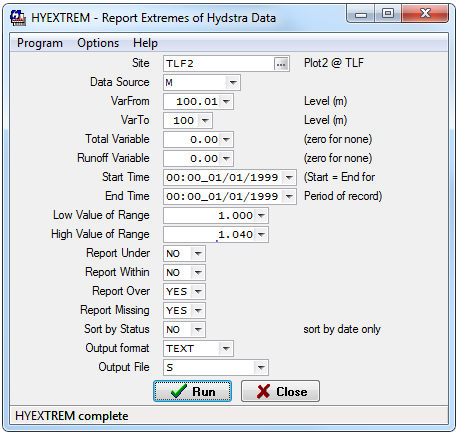 HYEXTREM - Report Extremes of Hydstra Data
Program Options Help
Site TLF2 ... Plot2 @ TLF
Data Source M
VarFrom 100.01 Level (m)
VarTo 100 Level (m)
Total Variable 0.00 (zero for none)
Runoff Variable 0.00 (zero for none)
Start Time 00:00_01/01/1999 (Start = End for
End Time 00:00_01/01/1999 Period of record)
Low Value of Range 1.000
High Value of Range 1.040
Report Under NO
Report Within NO
Report Over YES
Report Missing YES
Sort by Status NO sort by date only
Output format TEXT
Output File S
Run Close
HYEXTREM complete